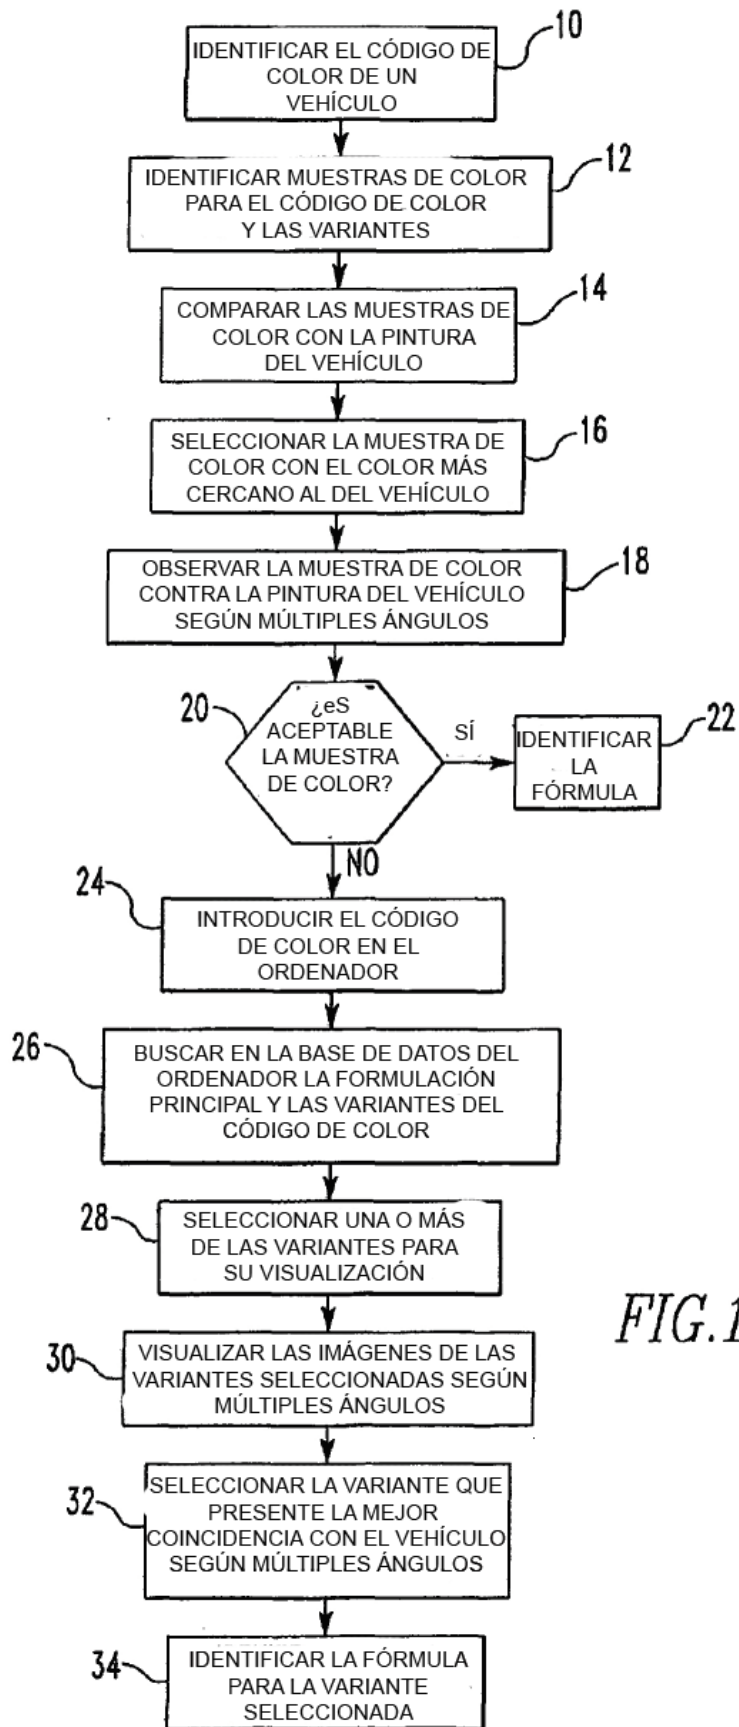 10
IDENTIFICAR EL CÓDIGO DE
COLOR DE UN
VEHÍCULO
12
IDENTIFICAR MUESTRAS DE COLOR
PARA EL CÓDIGO DE COLOR
Y LAS VARIANTES
14
COMPARAR LAS MUESTRAS DE
COLOR CON LA PINTURA
DEL VEHÍCULO
16
SELECCIONAR LA MUESTRA DE
COLOR CON EL COLOR MÁS
CERCANO AL DEL VEHÍCULO
18
OBSERVAR LA MUESTRA DE COLOR
CONTRA LA PINTURA DEL VEHÍCULO
SEGÚN MÚLTIPLES ÁNGULOS
20
¿eS
ACEPTABLE
LA MUESTRA
DE COLOR?
SÍ
22
IDENTIFICAR
LA
FÓRMULA
NO
24
INTRODUCIR EL CÓDIGO
DE COLOR EN EL
ORDENADOR
26
BUSCAR EN LA BASE DE DATOS DEL
ORDENADOR LA FORMULACIÓN
PRINCIPAL Y LAS VARIANTES DEL
CÓDIGO DE COLOR
28
SELECCIONAR UNA O MÁS
DE LAS VARIANTES PARA
SU VISUALIZACIÓN
FIG.1
30
VISUALIZAR LAS IMÁGENES DE LAS
VARIANTES SELECCIONADAS SEGÚN
MÚLTIPLES ÁNGULOS
32
SELECCIONAR LA VARIANTE QUE
PRESENTE LA MEJOR
COINCIDENCIA CON EL VEHÍCULO
SEGÚN MÚLTIPLES ÁNGULOS
34
IDENTIFICAR LA FÓRMULA
PARA LA VARIANTE
SELECCIONADA